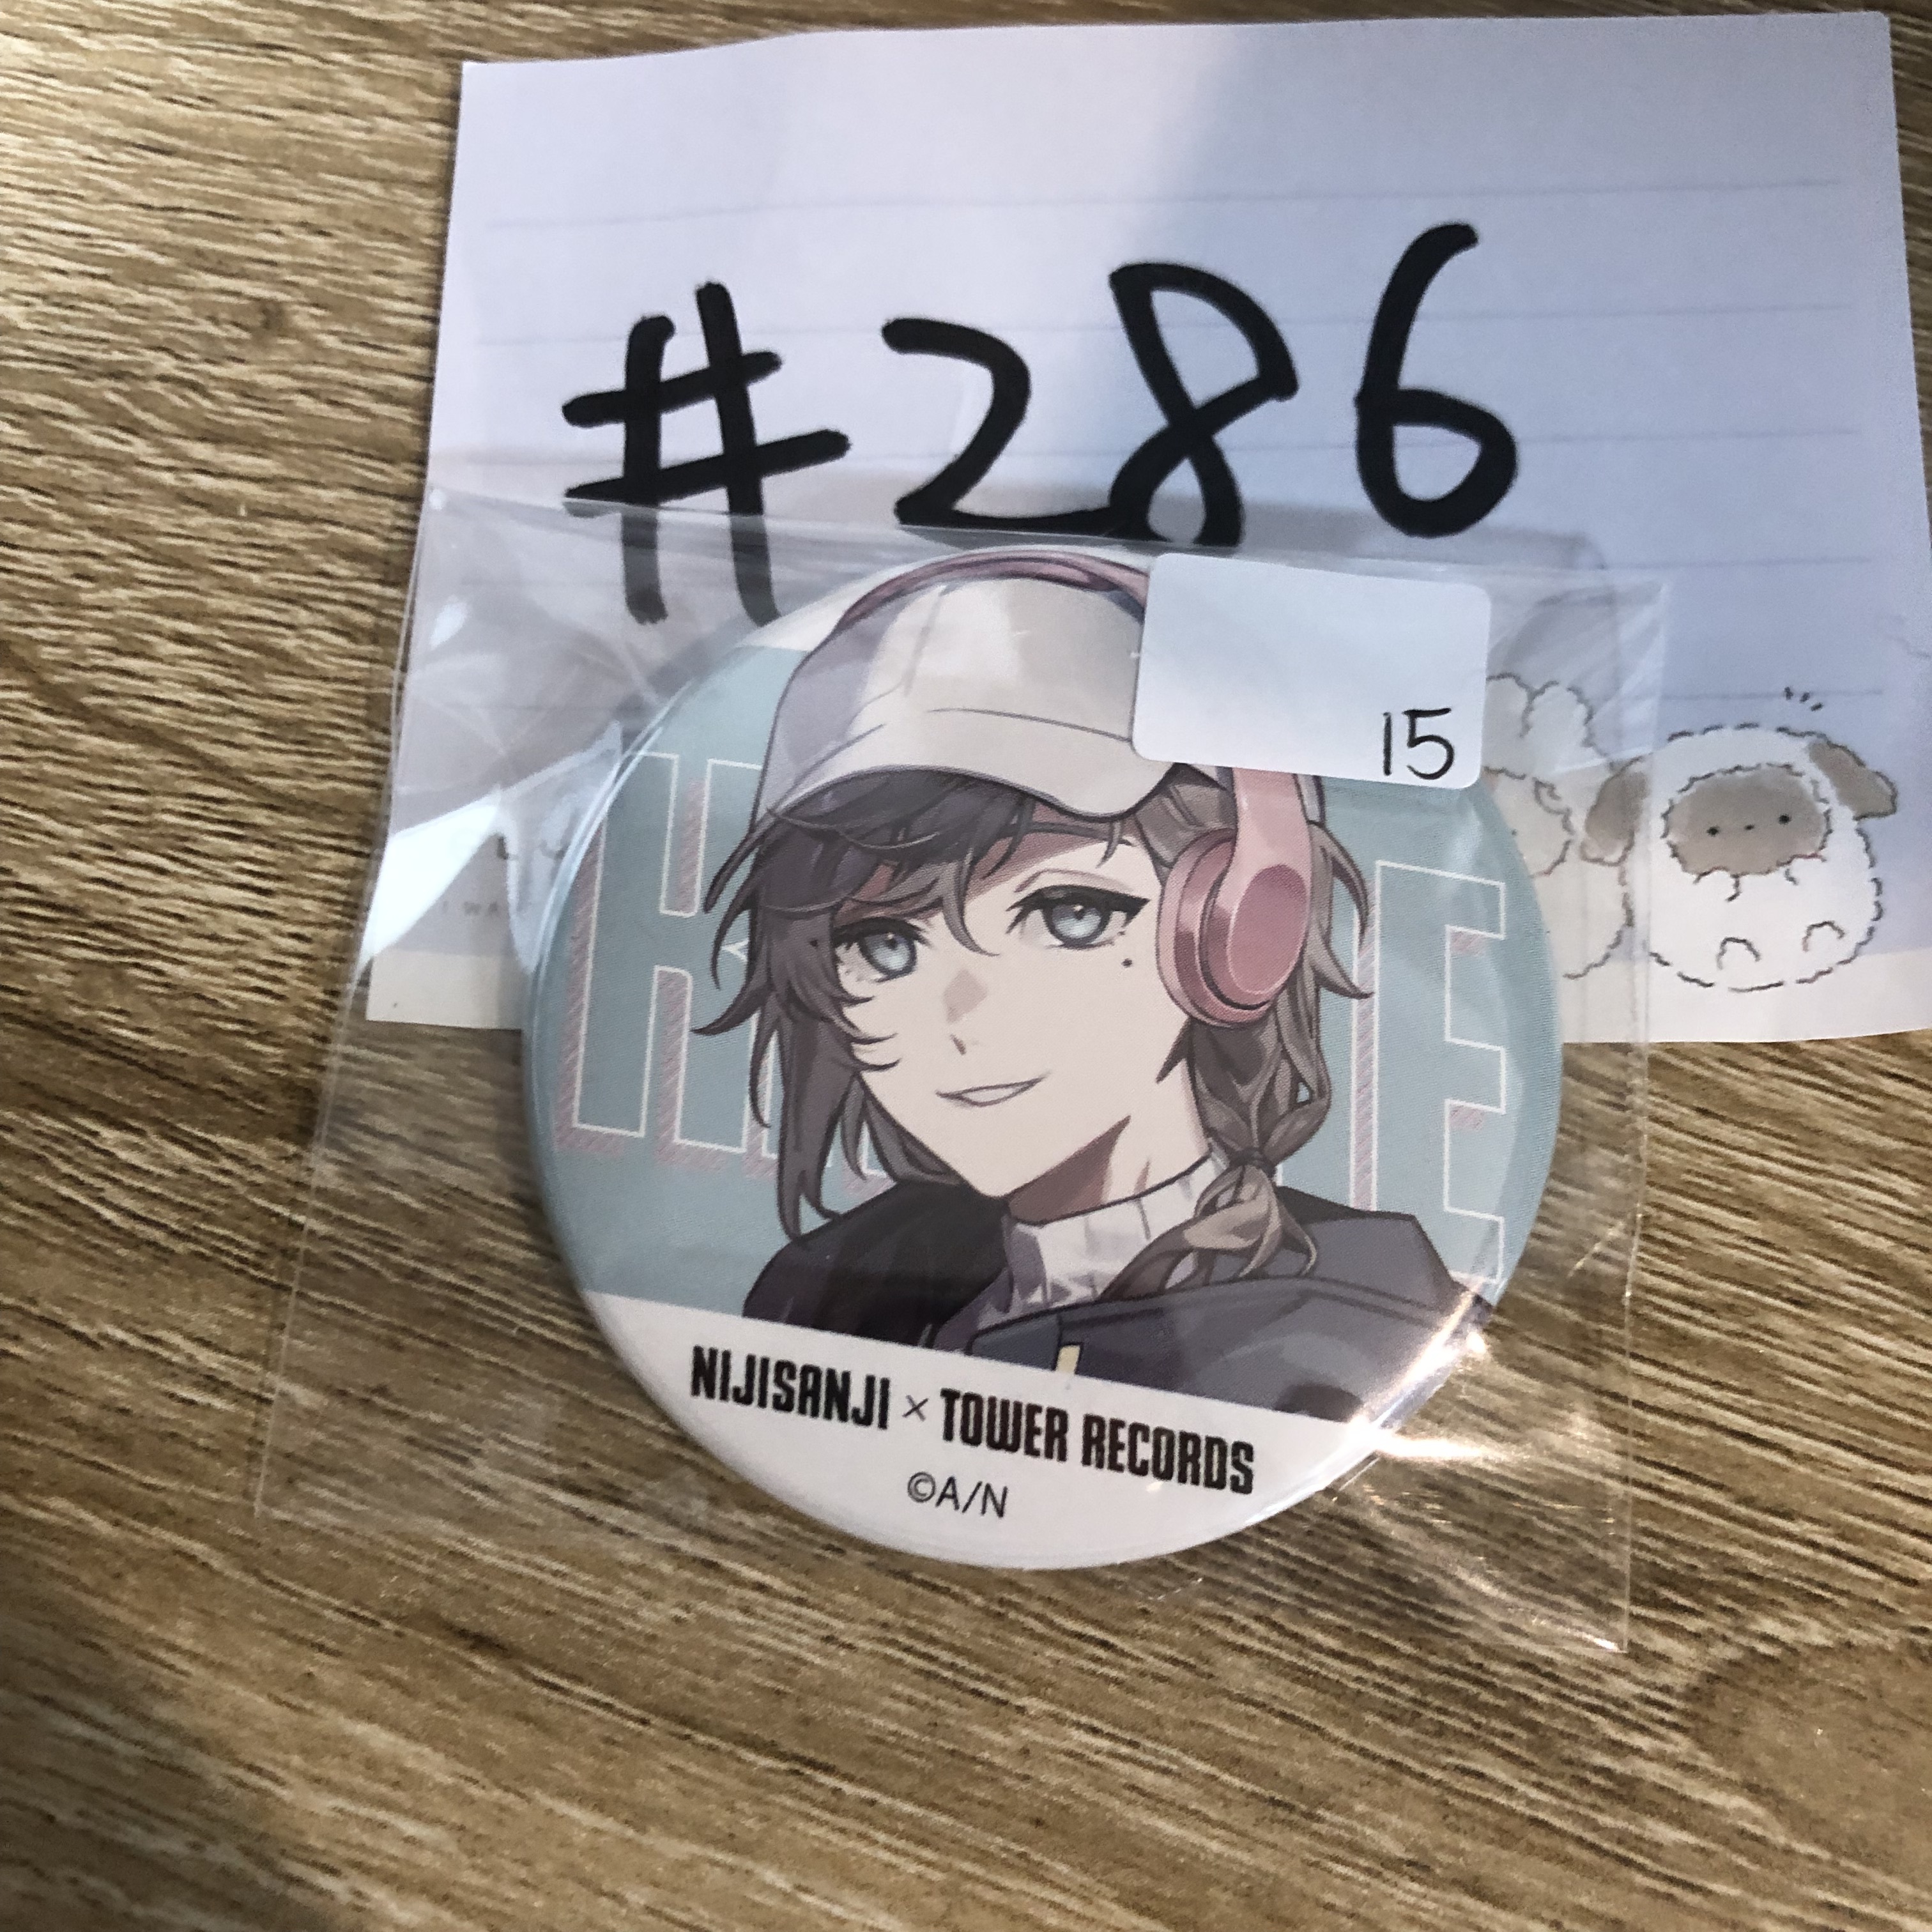 #286
15
NIJISANJI × TOWER RECORDS
©A/N